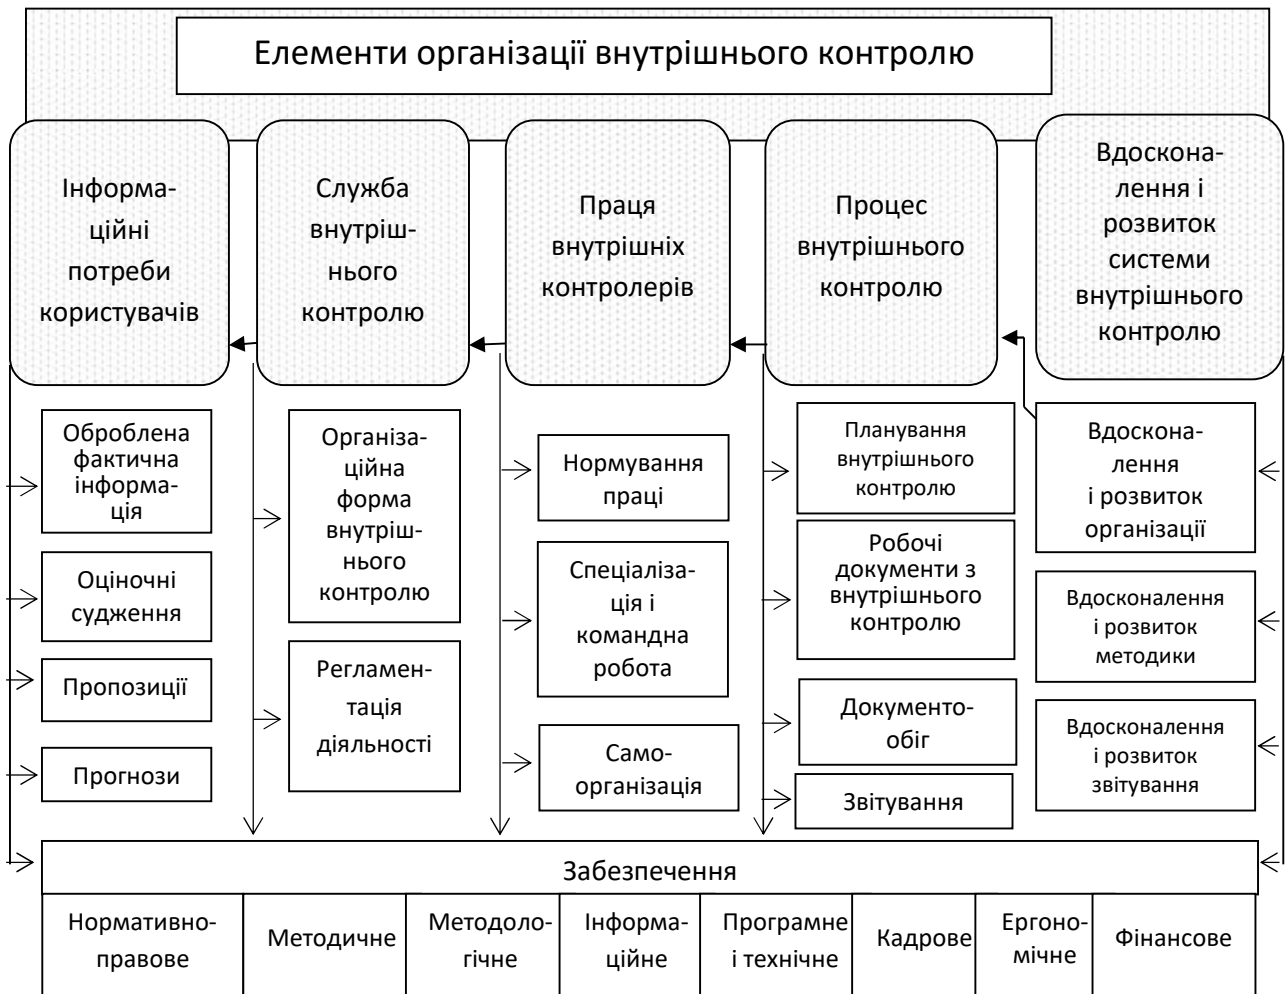 Елементи організації внутрішнього контролю
Інформа-
ційні
потреби
користувачів
Служба
внутріш-
нього
контролю
Праця
внутрішніх
контролерів
Процес
внутрішнього
контролю
Вдоскона-
лення і
розвиток
системи
внутрішнього
контролю
Оброблена
фактична
інформа-
ція
Оціночні
судження
Пропозиції
Прогнози
Організа-
ційна
форма
внутріш-
нього
контролю
Регламен-
тація
діяльності
Нормування
праці
Спеціаліза-
ція і
командна
робота
Само-
організація
Планування
внутрішнього
контролю
Робочі
документи з
внутрішнього
контролю
Документо-
обіг
Звітування
Вдоскона-
лення
і розвиток
організації
Вдосконалення
і розвиток
методики
Вдосконалення
і розвиток
звітування
Забезпечення
Нормативно-
правове
Методичне
Методоло-
гічне
Інформа-
ційне
Програмне
і технічне
Кадрове
Ергоно-
мічне
Фінансове